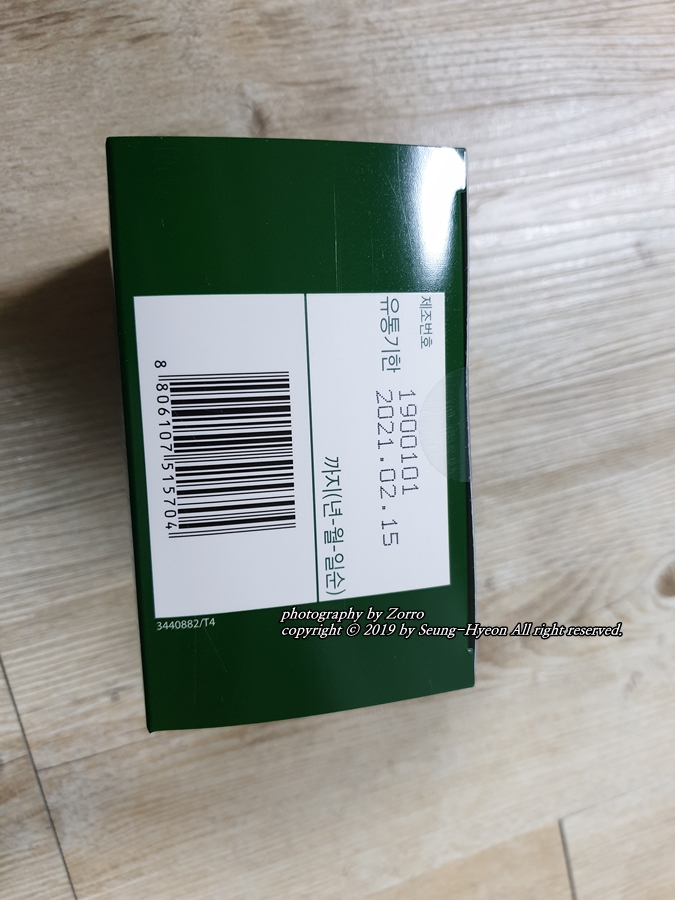 제조번호 1900101
유통기한 2021.02.15
까지(년-월-일순)
8 806107 515704
3440882/T4
photography by Zorro
copyright © 2019 by Seung-Hyeon All right reserved.